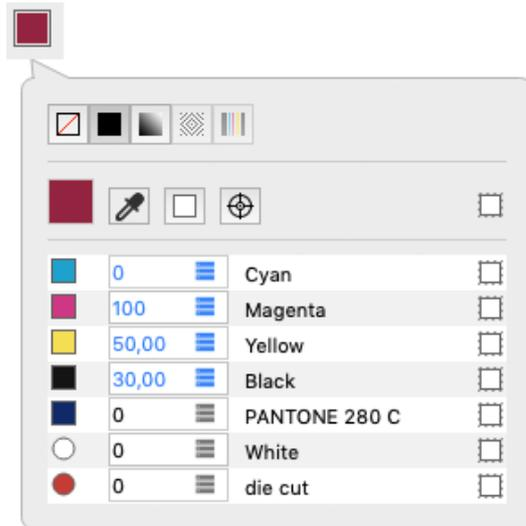 0 Cyan
100 Magenta
50,00 Yellow
30,00 Black
0 PANTONE 280 C
0 White
0 die cut